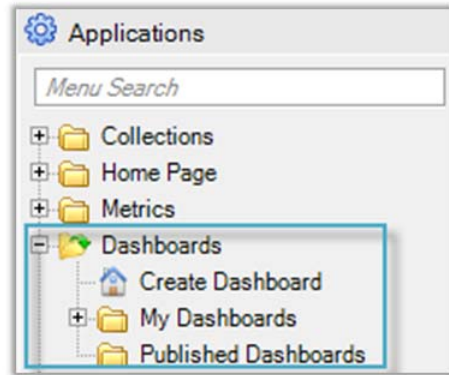 Applications
Menu Search
Collections
Home Page
Metrics
Dashboards
Create Dashboard
My Dashboards
Published Dashboards